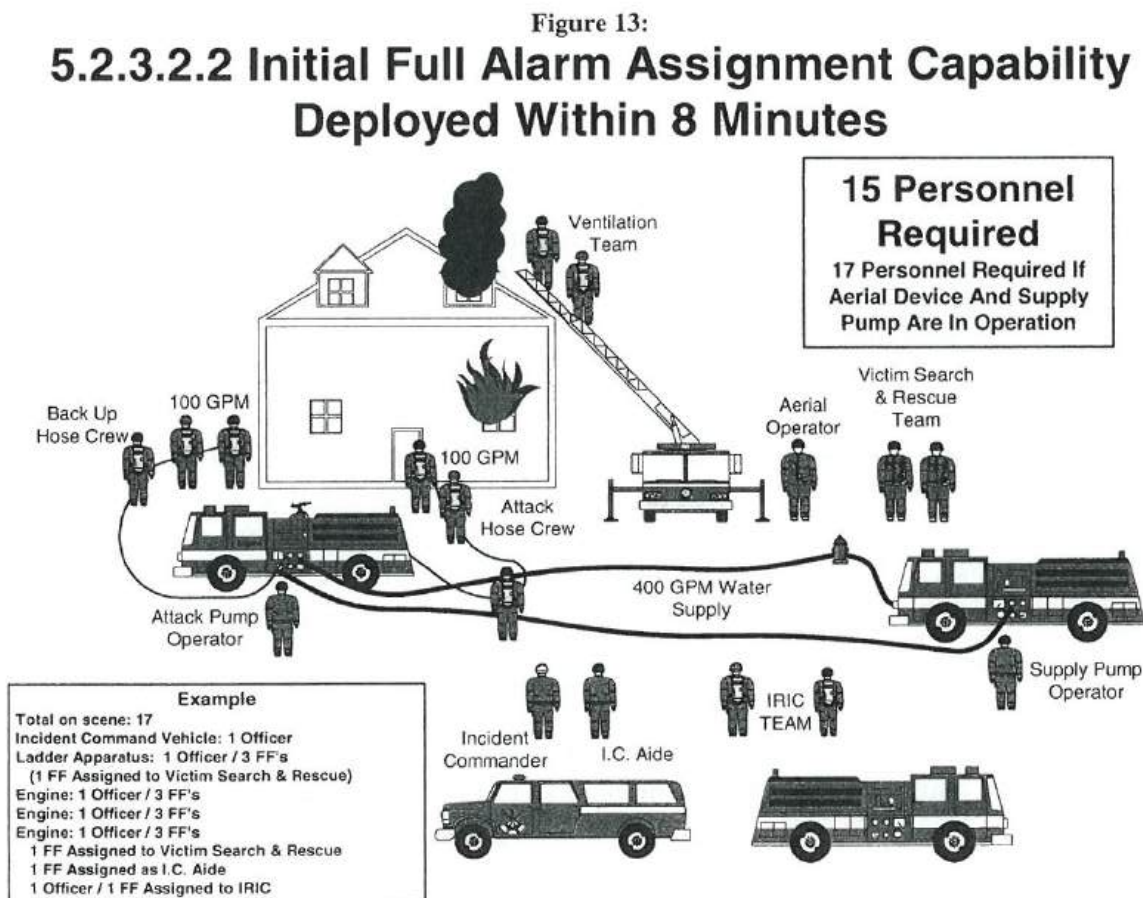 Figure 13:
5.2.3.2.2 Initial Full Alarm Assignment Capability
Deployed Within 8 Minutes
15 Personnel
Required
17 Personnel Required If
Aerial Device And Supply
Pump Are In Operation
Ventilation
Team
Victim Search
& Rescue
Team
Aerial
Operator
Back Up
Hose Crew
100 GPM
100 GPM
Attack
Hose Crew
400 GPM Water
Supply
Attack Pump
Operator
Supply Pump
Operator
Incident
Commander
I.C. Aide
IRIC
TEAM
Example
Total on scene: 17
Incident Command Vehicle: 1 Officer
Ladder Apparatus: 1 Officer / 3 FF's
(1 FF Assigned to Victim Search & Rescue)
Engine: 1 Officer / 3 FF's
Engine: 1 Officer / 3 FF's
Engine: 1 Officer / 3 FF's
1 FF Assigned to Victim Search & Rescue
1 FF Assigned as I.C. Aide
1 Officer / 1 FF Assigned to IRIC